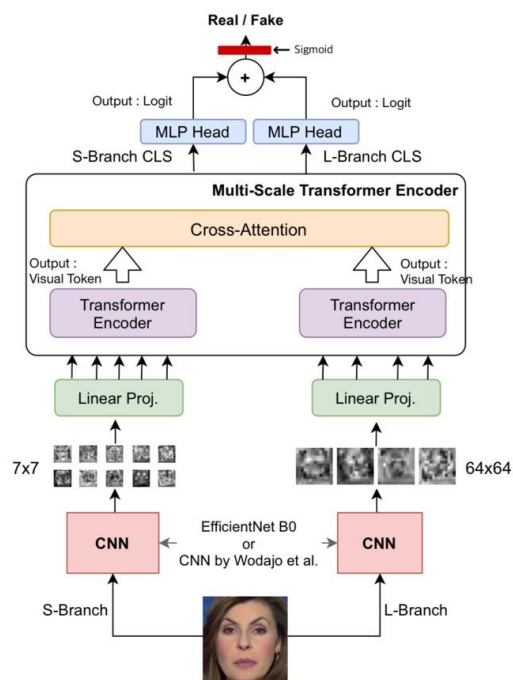 Real / Fake
Sigmoid
+
Output : Logit
Output : Logit
MLP Head
MLP Head
S-Branch CLS
L-Branch CLS
Multi-Scale Transformer Encoder
Cross-Attention
Output :
Visual Token
Output :
Visual Token
Transformer
Encoder
Transformer
Encoder
Linear Proj.
Linear Proj.
7x7
64x64
CNN
EfficientNet B0
or
CNN by Wodajo et al.
CNN
S-Branch
L-Branch